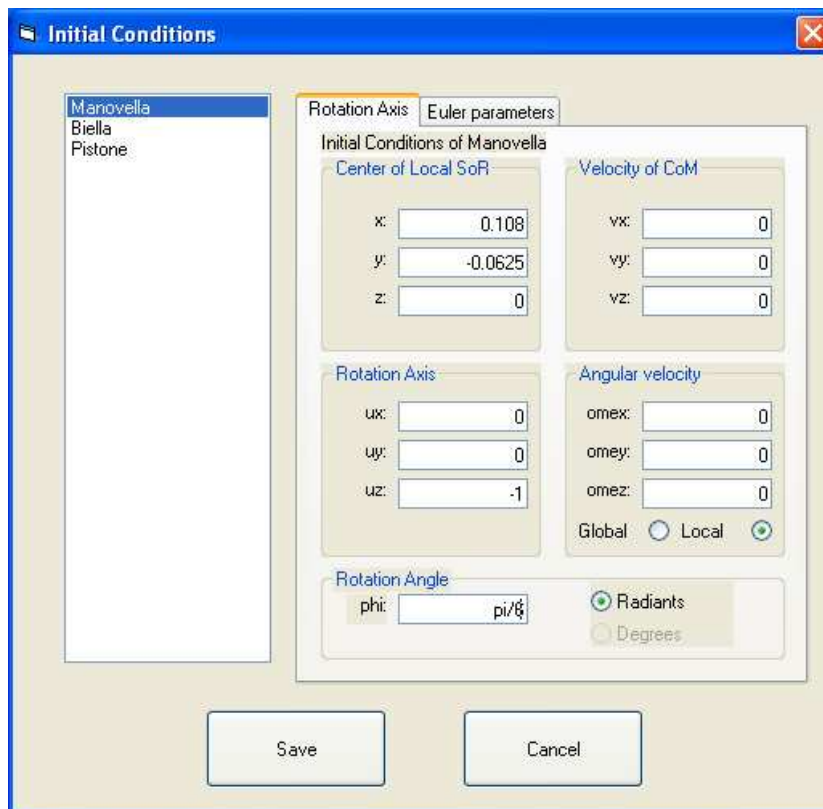 Initial Conditions
Manovella
Biella
Pistone
Rotation Axis
Euler parameters
Initial Conditions of Manovella
Center of Local SoR
x: 0.108
y: -0.0625
z: 0
Velocity of CoM
vx: 0
vy: 0
vz: 0
Rotation Axis
ux: 0
uy: 0
uz: -1
Angular velocity
omex: 0
omey: 0
omez: 0
Global Local
Rotation Angle
phi: pi/6
Radiants
Degrees
Save
Cancel